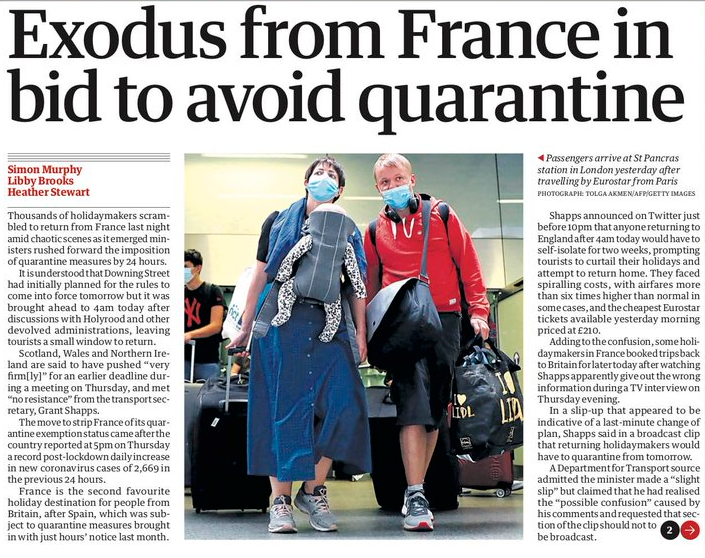 Exodus from France in
bid to avoid quarantine
Simon Murphy
Libby Brooks
Heather Stewart
Thousands of holidaymakers scram-
bled to return from France last night
amid chaotic scenes as it emerged min-
isters rushed forward the imposition
of quarantine measures by 24 hours.
It is understood that Downing Street
had initially planned for the rules to
come into force tomorrow but it was
brought ahead to 4am today after
discussions with Holyrood and other
devolved administrations, leaving
tourists a small window to return.
Scotland, Wales and Northern Ire-
land are said to have pushed “very
firm[ly]” for an earlier deadline during
a meeting on Thursday, and met
“no resistance” from the transport sec-
retary, Grant Shapps.
The move to strip France of its quar-
antine exemption status came after the
country reported at 5pm on Thursday
a record post-lockdown daily increase
in new coronavirus cases of 2,669 in
the previous 24 hours.
France is the second favourite
holiday destination for people from
Britain, after Spain, which was sub-
ject to quarantine measures brought
in with just hours’ notice last month.
I
LIDL
I
LIDL
◀ Passengers arrive at St Pancras
station in London yesterday after
travelling by Eurostar from Paris
PHOTOGRAPH: TOLGA AKMEN/AFP/GETTY IMAGES
Shapps announced on Twitter just
before 10pm that anyone returning to
England after 4am today would have to
self-isolate for two weeks, prompting
tourists to curtail their holidays and
attempt to return home. They faced
spiralling costs, with airfares more
than six times higher than normal in
some cases, and the cheapest Eurostar
tickets available yesterday morning
priced at £210.
Adding to the confusion, some holi-
daymakers in France booked trips back
to Britain for later today after watching
Shapps apparently give out the wrong
information during a TV interview on
Thursday evening.
In a slip-up that appeared to be
indicative of a last-minute change of
plan, Shapps said in a broadcast clip
that returning holidaymakers would
have to quarantine from tomorrow.
A Department for Transport source
admitted the minister made a “slight
slip” but claimed that he had realised
the “possible confusion” caused by
his comments and requested that sec-
tion of the clip should not to
be broadcast.
2 →